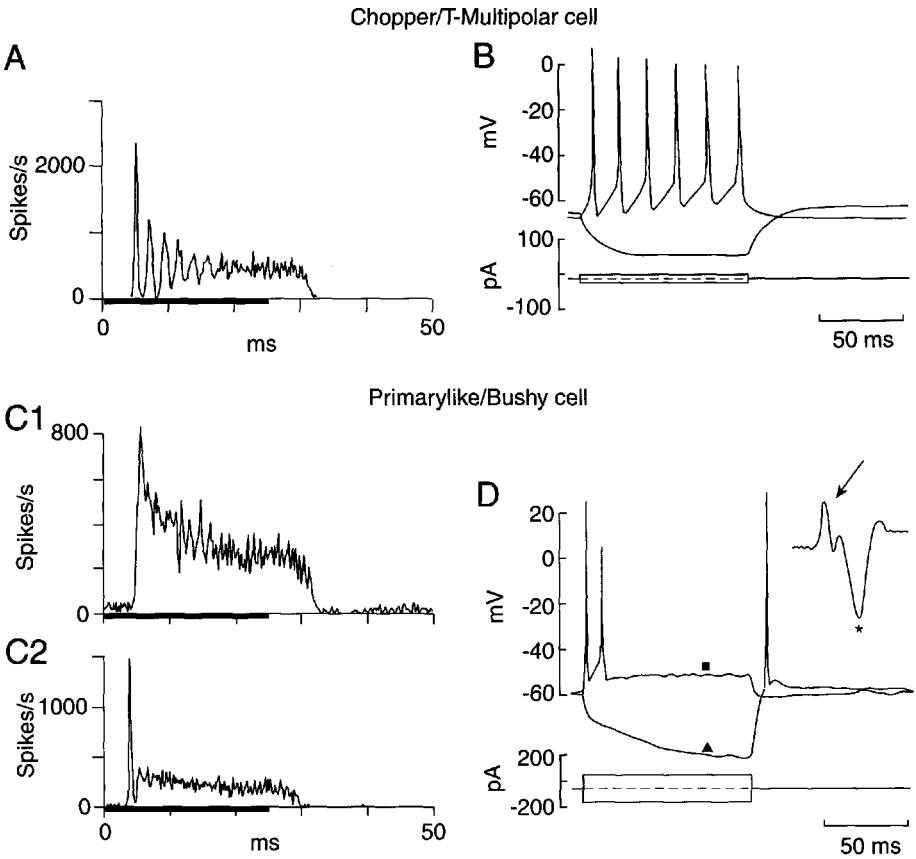 Chopper/T-Multipolar cell
A
Spikes/s
2000
0
0
50
ms
B
mV
0
-20
-40
-60
pA
100
-100
50 ms
Primarylike/Bushy cell
C1
Spikes/s
800
0
C2
Spikes/s
1000
0
0
50
ms
D
mV
20
0
-20
-40
-60
*
pA
200
-200
50 ms